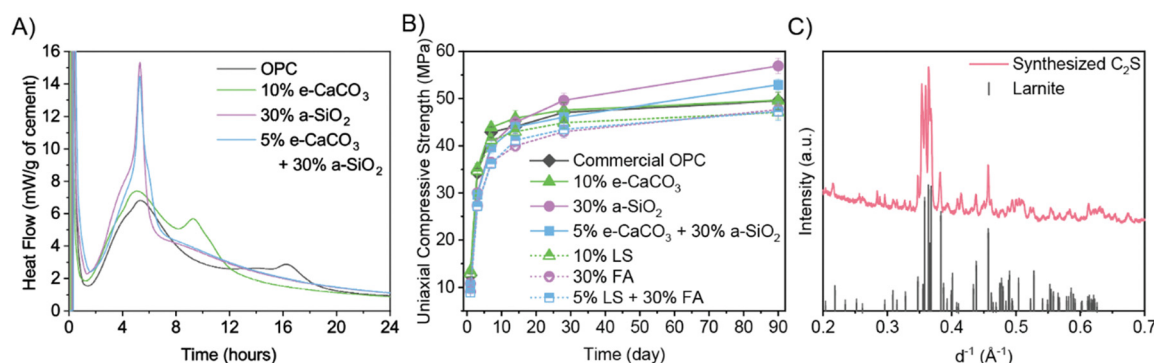 A)
16
14
12
10
8
6
4
2
0
Heat Flow (mW/g of cement)
OPC
10% e-CaCO₃
30% a-SiO₂
5% e-CaCO₃
+ 30% a-SiO₂
0 4 8 12 16 20 24
Time (hours)
B)
60
50
40
30
20
10
Uniaxial Compressive Strength (MPa)
Commercial OPC
10% e-CaCO₃
30% a-SiO₂
5% e-CaCO₃ + 30% a-SiO₂
10% LS
30% FA
5% LS + 30% FA
0 10 20 30 40 50 60 70 80 90
Time (day)
C)
Intensity (a.u.)
Synthesized C₂S
Larnite
0.2 0.3 0.4 0.5 0.6 0.7
d⁻¹ (Å⁻¹)